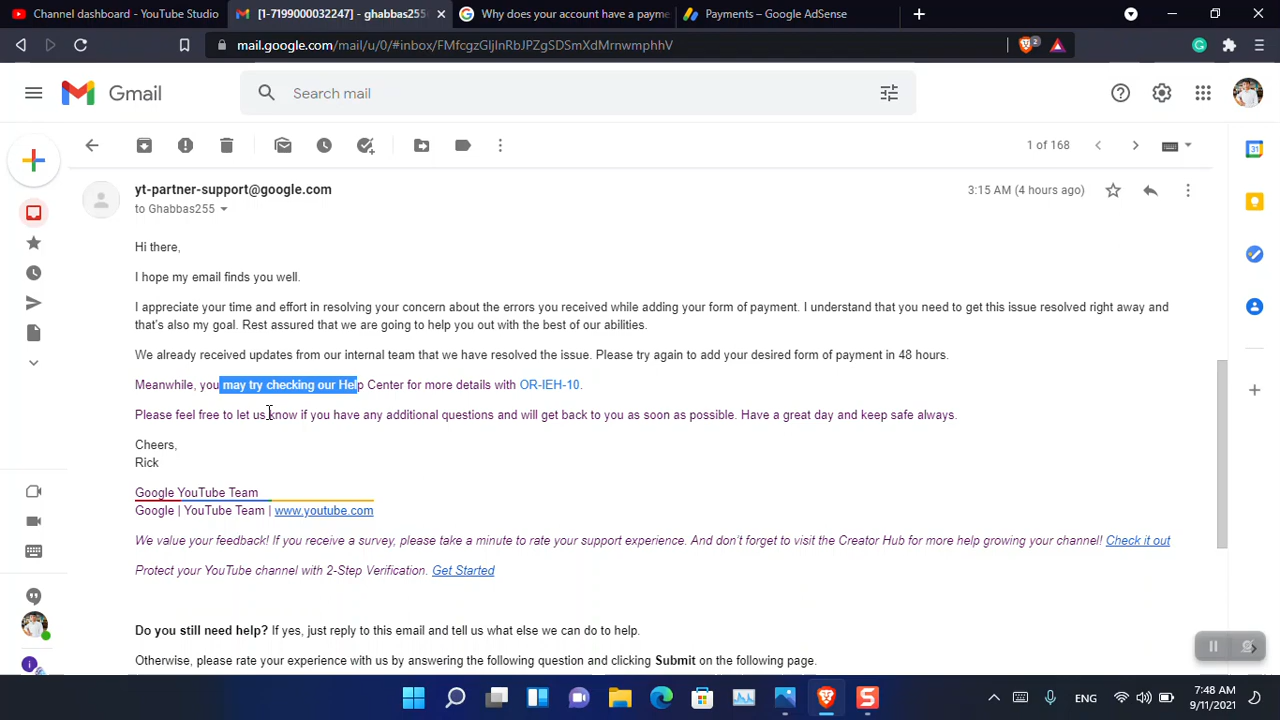 Channel dashboard - YouTube Studio
[1-7199000032247] - ghabbas255
Why does your account have a payme
Payments – Google AdSense
mail.google.com/mail/u/0/#inbox/FMfcgzGljlnRbJPZgSDSmXdMrnwmphhV
2
Gmail
Search mail
1 of 168
yt-partner-support@google.com
3:15 AM (4 hours ago)
to Ghabbas255
Hi there,
I hope my email finds you well.
I appreciate your time and effort in resolving your concern about the errors you received while adding your form of payment. I understand that you need to get this issue resolved right away and
that's also my goal. Rest assured that we are going to help you out with the best of our abilities.
We already received updates from our internal team that we have resolved the issue. Please try again to add your desired form of payment in 48 hours.
Meanwhile, you may try checking our Help Center for more details with OR-IEH-10.
Please feel free to let us know if you have any additional questions and will get back to you as soon as possible. Have a great day and keep safe always.
Cheers,
Rick
Google YouTube Team
Google | YouTube Team | www.youtube.com
We value your feedback! If you receive a survey, please take a minute to rate your support experience. And don't forget to visit the Creator Hub for more help growing your channel! Check it out
Protect your YouTube channel with 2-Step Verification. Get Started
Do you still need help? If yes, just reply to this email and tell us what else we can do to help.
Otherwise, please rate your experience with us by answering the following question and clicking Submit on the following page.
ENG
7:48 AM
9/11/2021